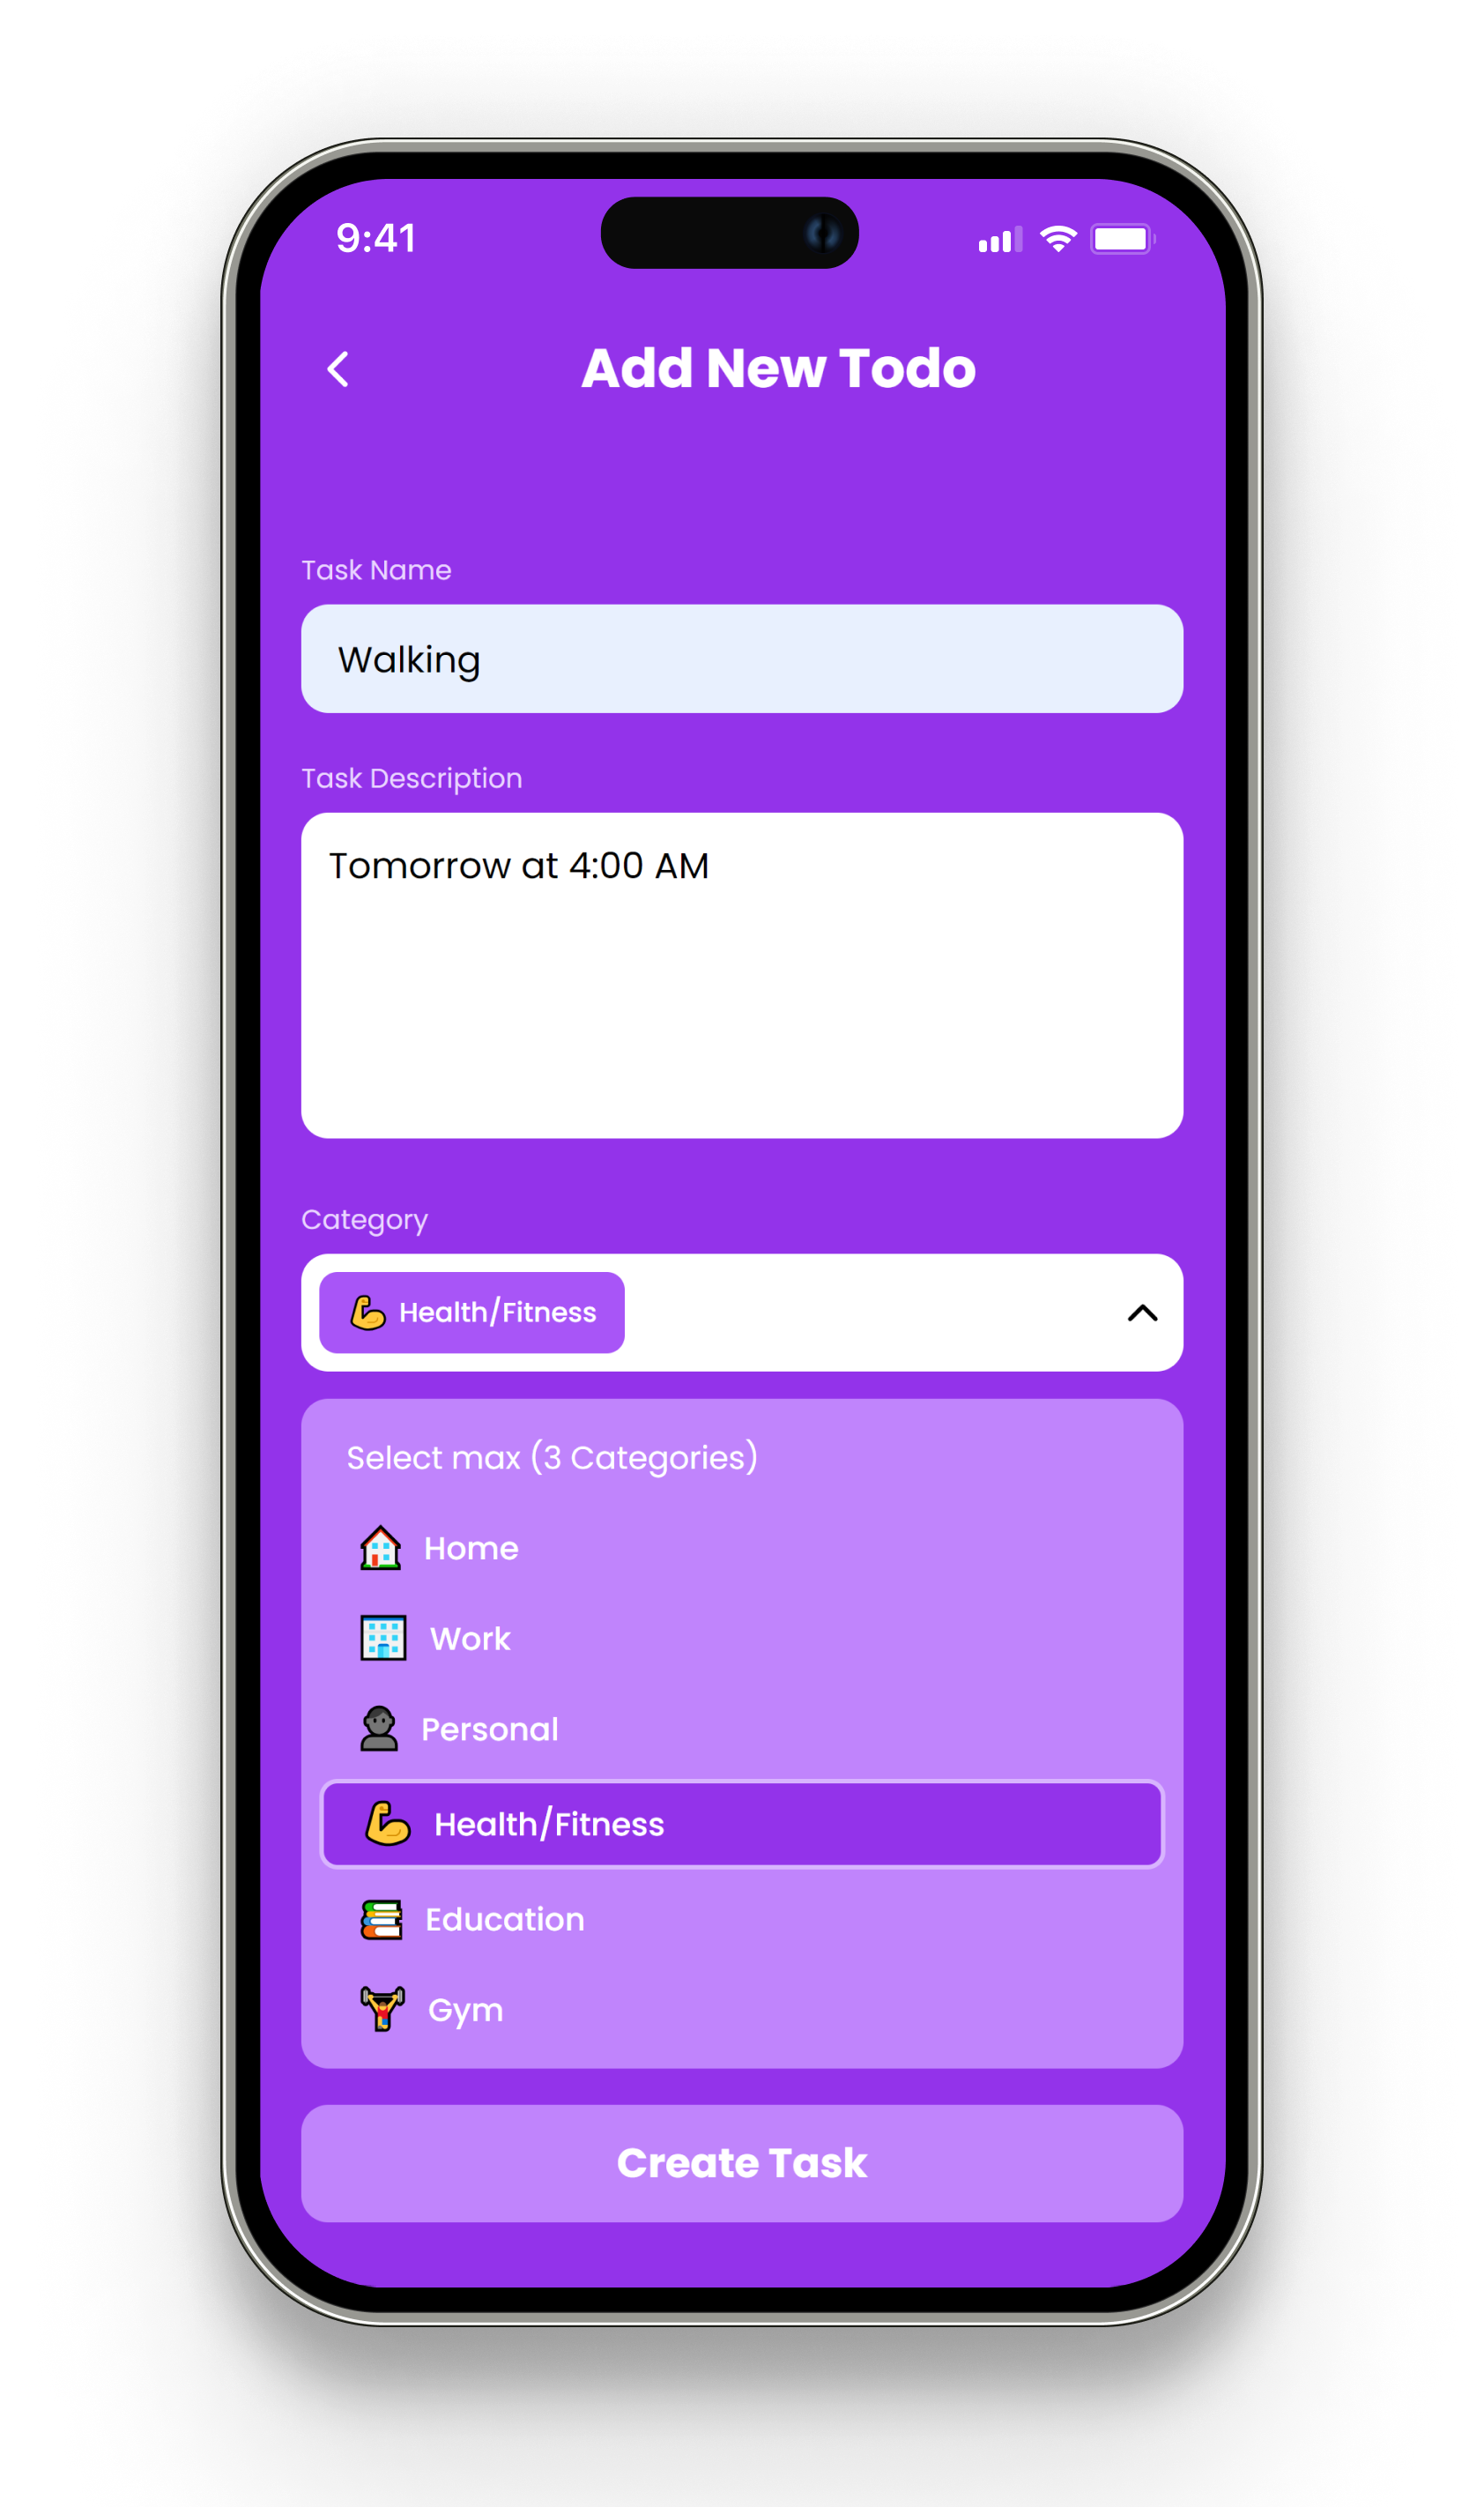 9:41
Add New Todo
Task Name
Walking
Task Description
Tomorrow at 4:00 AM
Category
Health/Fitness
Select max (3 Categories)
Home
Work
Personal
Health/Fitness
Education
Gym
Create Task